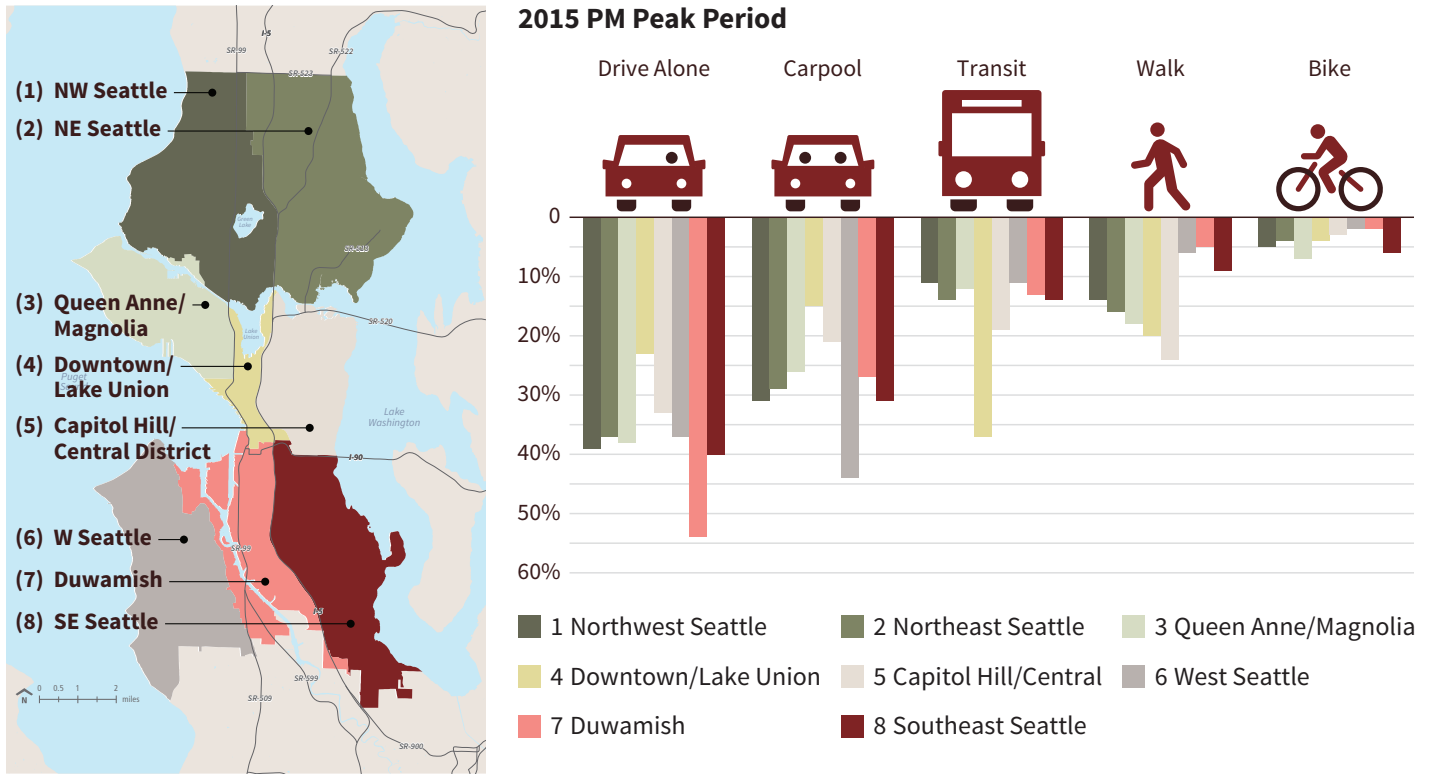 I-5
SR-99
SR-522
SR-523
(1) NW Seattle
(2) NE Seattle
Green
Lake
SR-513
(3) Queen Anne/
Magnolia
Lake
Union
SR-520
(4) Downtown/
Lake Union
Puget
(5) Capitol Hill/
Central District
Lake
Washington
I-90
(6) W Seattle
SR-99
(7) Duwamish
I-5
(8) SE Seattle
N
0 0.5 1 2
miles
SR-599
SR-509
SR-900
2015 PM Peak Period
Drive Alone Carpool Transit Walk Bike
0
10%
20%
30%
40%
50%
60%
1 Northwest Seattle 2 Northeast Seattle 3 Queen Anne/Magnolia
4 Downtown/Lake Union 5 Capitol Hill/Central 6 West Seattle
7 Duwamish 8 Southeast Seattle